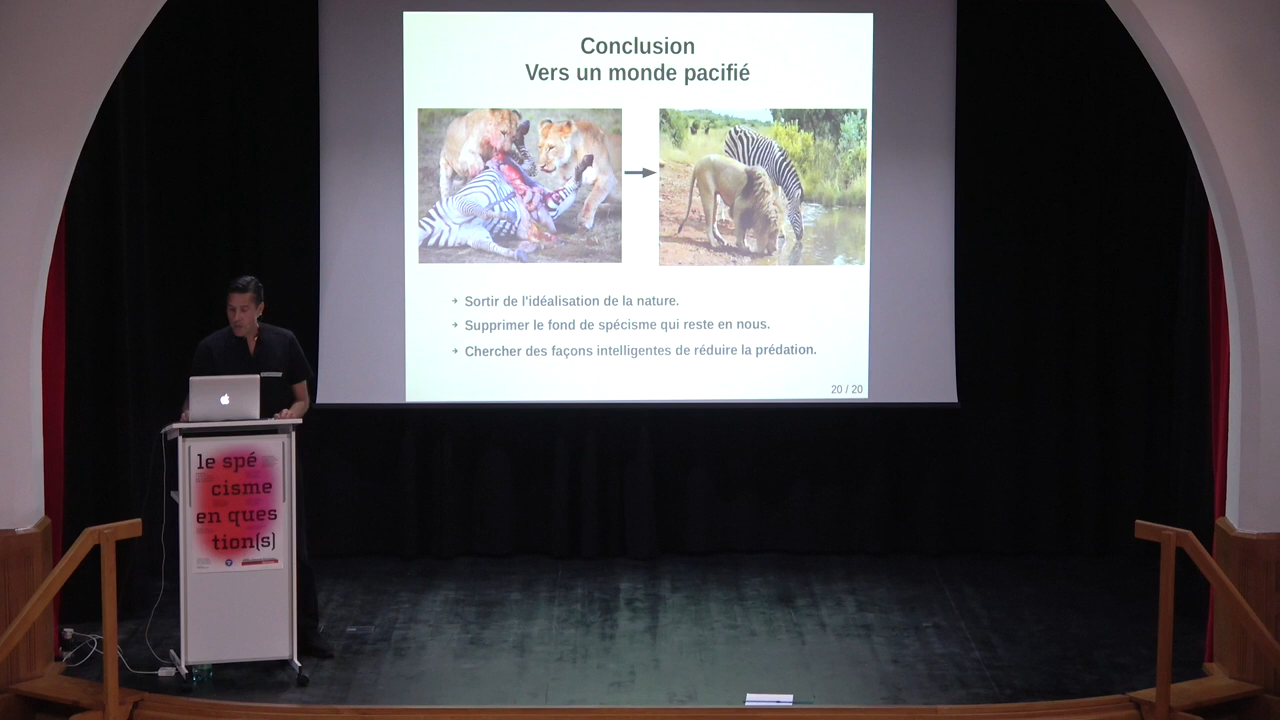 Conclusion
Vers un monde pacifié
Sortir de l'idéalisation de la nature.
Supprimer le fond de spécisme qui reste en nous.
Chercher des façons intelligentes de réduire la prédation.
20 / 20
le spé
cisme
en ques
tion(s)